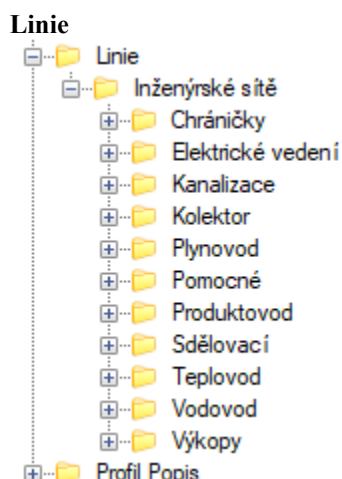 Linie
Linie
Inženýrské sítě
Chráničky
Elektrické vedení
Kanalizace
Kolektor
Plynovod
Pomocné
Produktovod
Sdělovací
Teplovod
Vodovod
Výkopy
Profil Popis